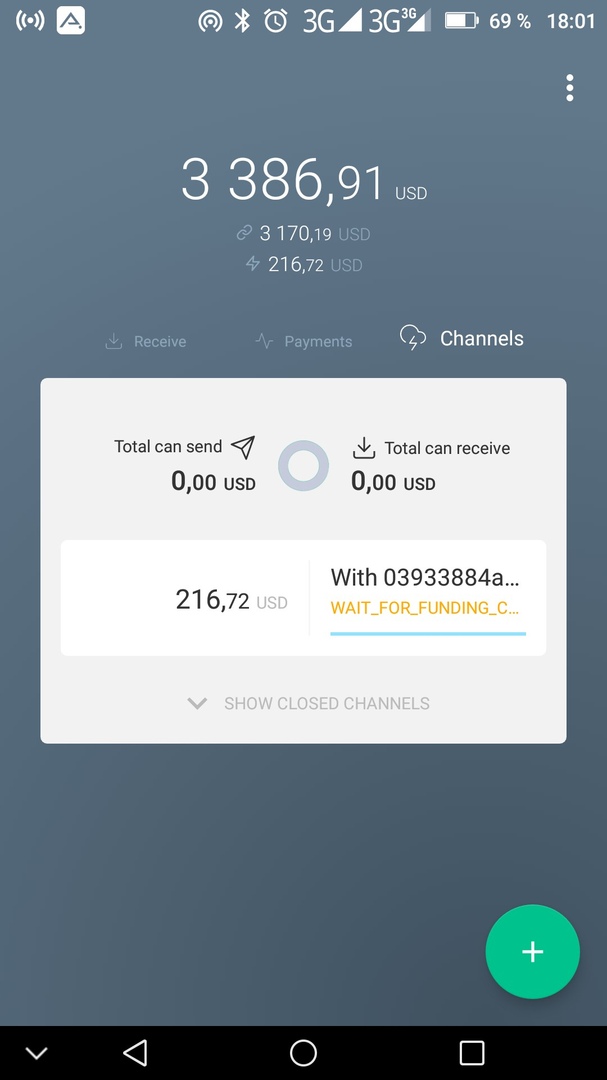 3G 3G 3G 69 % 18:01
3 386,91 USD
3 170,19 USD
216,72 USD
Receive Payments Channels
Total can send Total can receive
0,00 USD 0,00 USD
With 03933884a...
216,72 USD
WAIT_FOR_FUNDING_C...
SHOW CLOSED CHANNELS